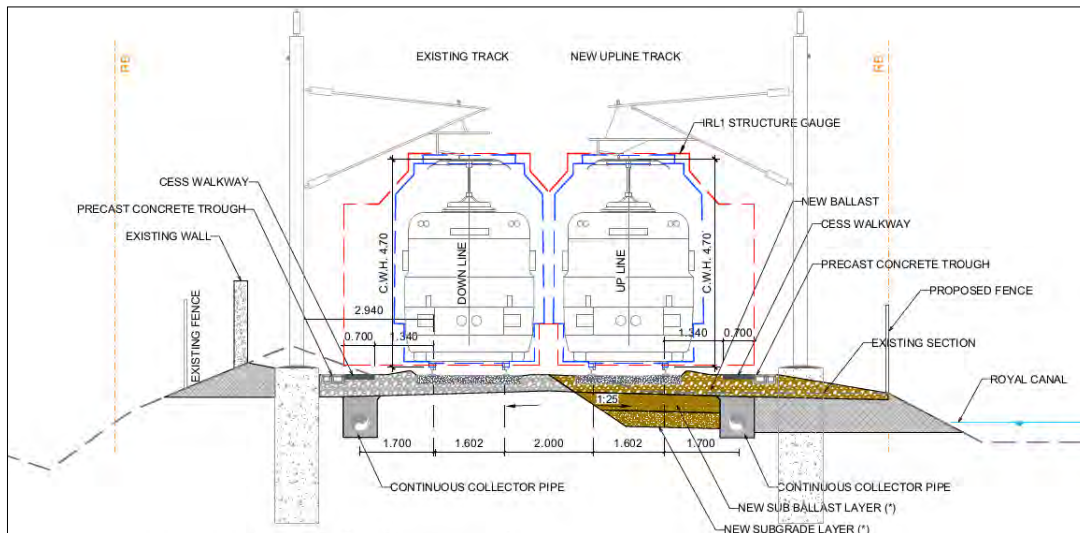 EXISTING TRACK
NEW UPLINE TRACK
RB
RB
IRL1 STRUCTURE GAUGE
CESS WALKWAY
PRECAST CONCRETE TROUGH
EXISTING WALL
EXISTING FENCE
NEW BALLAST
CESS WALKWAY
PRECAST CONCRETE TROUGH
PROPOSED FENCE
EXISTING SECTION
ROYAL CANAL
C.W.H. 4.70
DOWN LINE
UP LINE
C.W.H. 4.70
2.940
0.700
1.340
1.340
0.700
1:25
1.700
1.602
2.000
1.602
1.700
CONTINUOUS COLLECTOR PIPE
CONTINUOUS COLLECTOR PIPE
NEW SUB BALLAST LAYER (*)
NEW SUBGRADE LAYER (*)